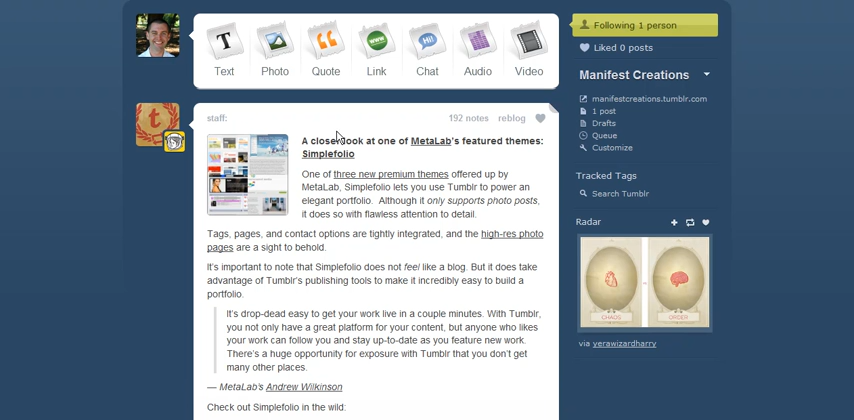 T
www
Hi!
Text Photo Quote Link Chat Audio Video
t
staff: 192 notes reblog
A closer look at one of MetaLab's featured themes:
Simplefolio
One of three new premium themes offered up by
MetaLab, Simplefolio lets you use Tumblr to power an
elegant portfolio. Although it only supports photo posts,
it does so with flawless attention to detail.
Tags, pages, and contact options are tightly integrated, and the high-res photo
pages are a sight to behold.
It's important to note that Simplefolio does not feel like a blog. But it does take
advantage of Tumblr's publishing tools to make it incredibly easy to build a
portfolio.
It's drop-dead easy to get your work live in a couple minutes. With Tumblr,
you not only have a great platform for your content, but anyone who likes
your work can follow you and stay up-to-date as you feature new work.
There's a huge opportunity for exposure with Tumblr that you don't get
many other places.
— MetaLab's Andrew Wilkinson
Check out Simplefolio in the wild:
Following 1 person
Liked 0 posts
Manifest Creations
manifestcreations.tumblr.com
1 post
Drafts
Queue
Customize
Tracked Tags
Search Tumblr
Radar
CHAOS ORDER
via verawizardharry